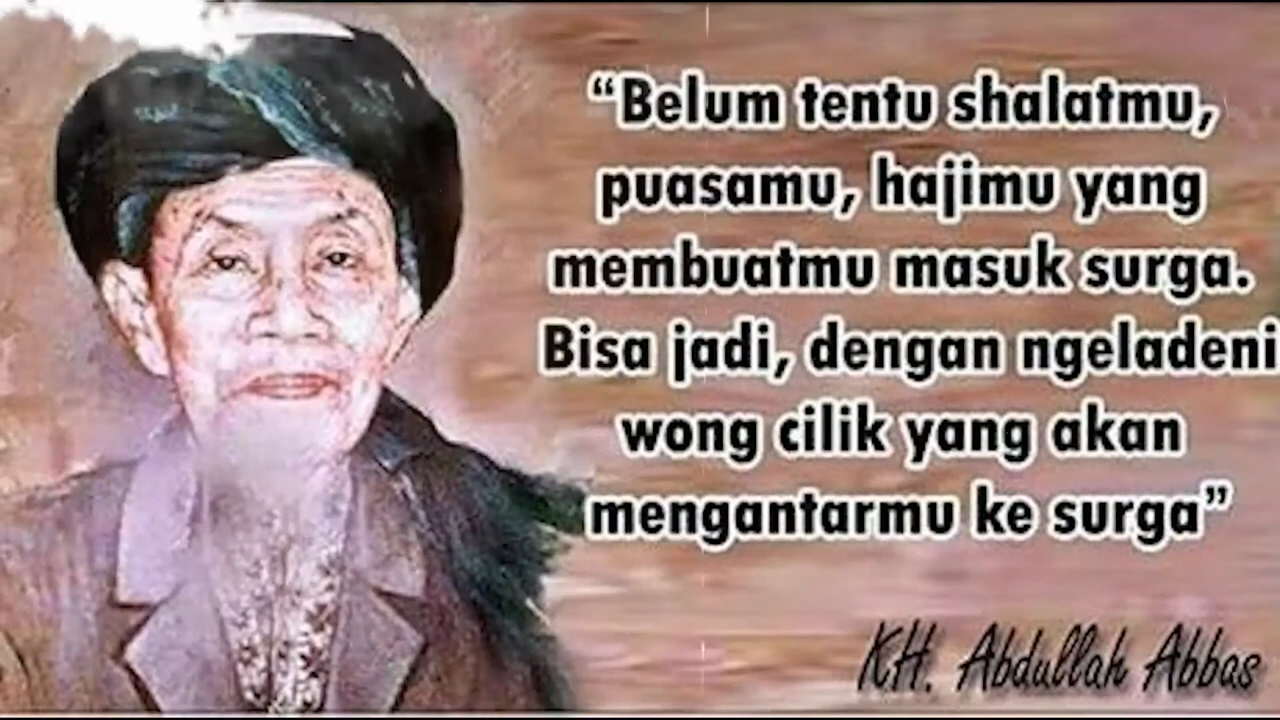 “Belum tentu shalatmu,
puasamu, hajimu yang
membuatmu masuk surga.
Bisa jadi, dengan ngeladeni
wong cilik yang akan
mengantarmu ke surga”
KH. Abdullah Abbas